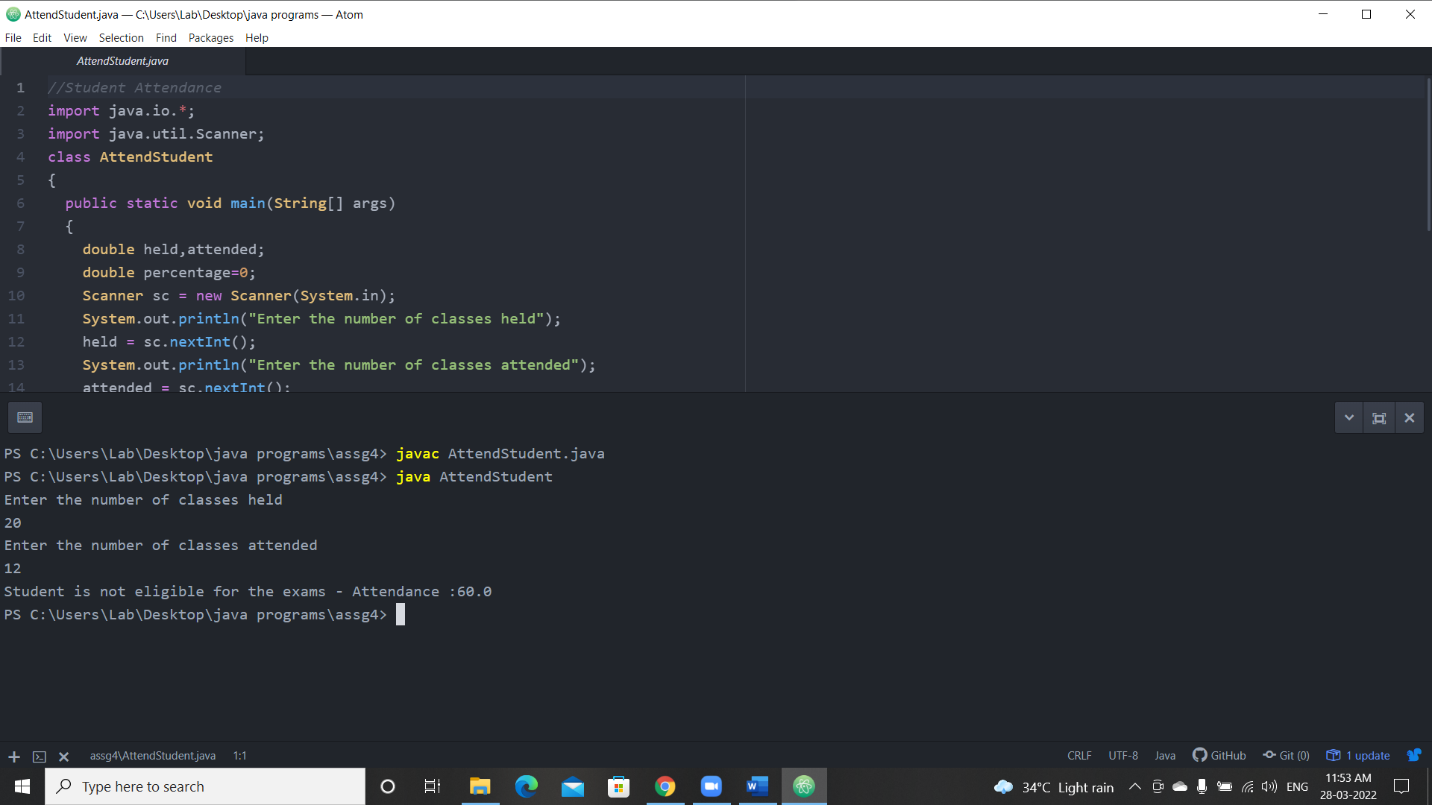 AttendStudent.java — C:\Users\Lab\Desktop\java programs — Atom
File Edit View Selection Find Packages Help
AttendStudent.java
1 //Student Attendance
2 import java.io.*;
3 import java.util.Scanner;
4 class AttendStudent
5 {
6 public static void main(String[] args)
7 {
8 double held,attended;
9 double percentage=0;
10 Scanner sc = new Scanner(System.in);
11 System.out.println("Enter the number of classes held");
12 held = sc.nextInt();
13 System.out.println("Enter the number of classes attended");
14 attended = sc.nextInt();
PS C:\Users\Lab\Desktop\java programs\assg4> javac AttendStudent.java
PS C:\Users\Lab\Desktop\java programs\assg4> java AttendStudent
Enter the number of classes held
20
Enter the number of classes attended
12
Student is not eligible for the exams - Attendance :60.0
PS C:\Users\Lab\Desktop\java programs\assg4>
assg4\AttendStudent.java 1:1 CRLF UTF-8 Java GitHub Git (0) 1 update
Type here to search 34°C Light rain ENG 11:53 AM
28-03-2022